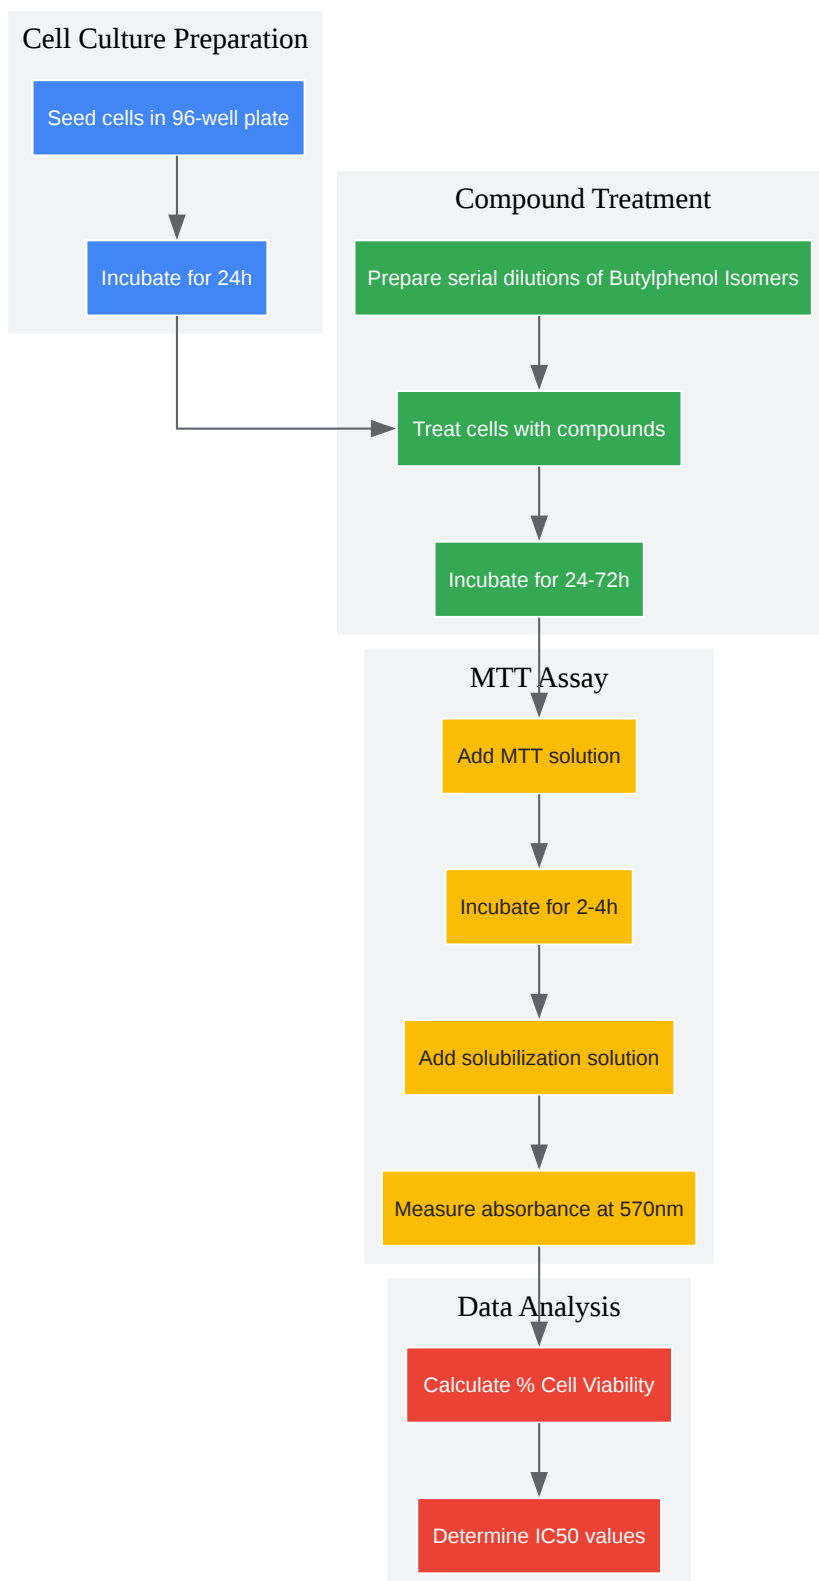 Cell Culture Preparation
Seed cells in 96-well plate
Incubate for 24h
Compound Treatment
Prepare serial dilutions of Butylphenol Isomers
Treat cells with compounds
Incubate for 24-72h
MTT Assay
Add MTT solution
Incubate for 2-4h
Add solubilization solution
Measure absorbance at 570nm
Data Analysis
Calculate % Cell Viability
Determine IC50 values